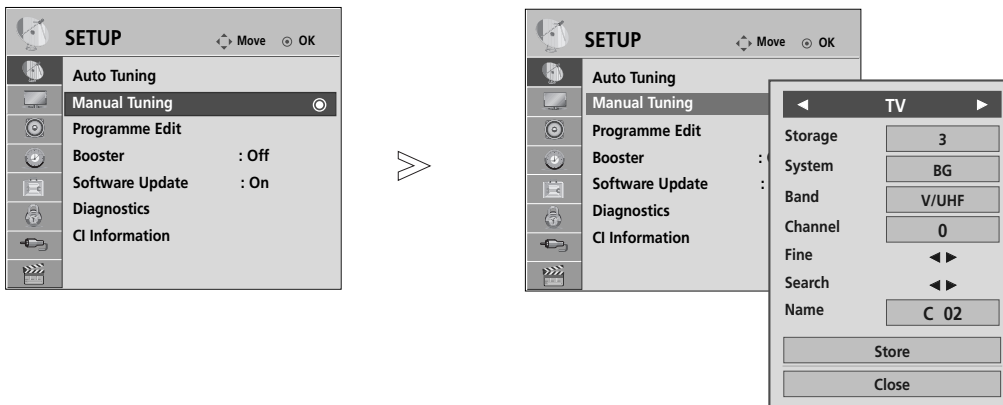 SETUP Move OK
Auto Tuning
Manual Tuning
Programme Edit
Booster : Off
Software Update : On
Diagnostics
CI Information
SETUP Move OK
Auto Tuning
Manual Tuning
Programme Edit
Booster :
Software Update :
Diagnostics
CI Information
TV
Storage 3
System BG
Band V/UHF
Channel 0
Fine
Search
Name C 02
Store
Close